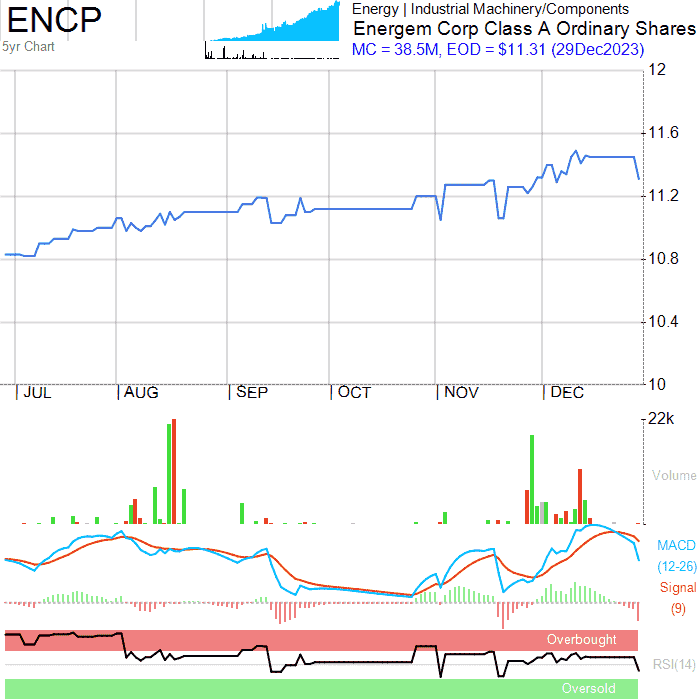 ENCP
5yr Chart
Energy | Industrial Machinery/Components
Energem Corp Class A Ordinary Shares
MC = 38.5M, EOD = $11.31 (29Dec2023)
12
11.6
11.2
10.8
10.4
10
|JUL |AUG |SEP |OCT |NOV |DEC
22k
Volume
MACD
(12-26)
Signal
(9)
Overbought
RSI(14)
Oversold